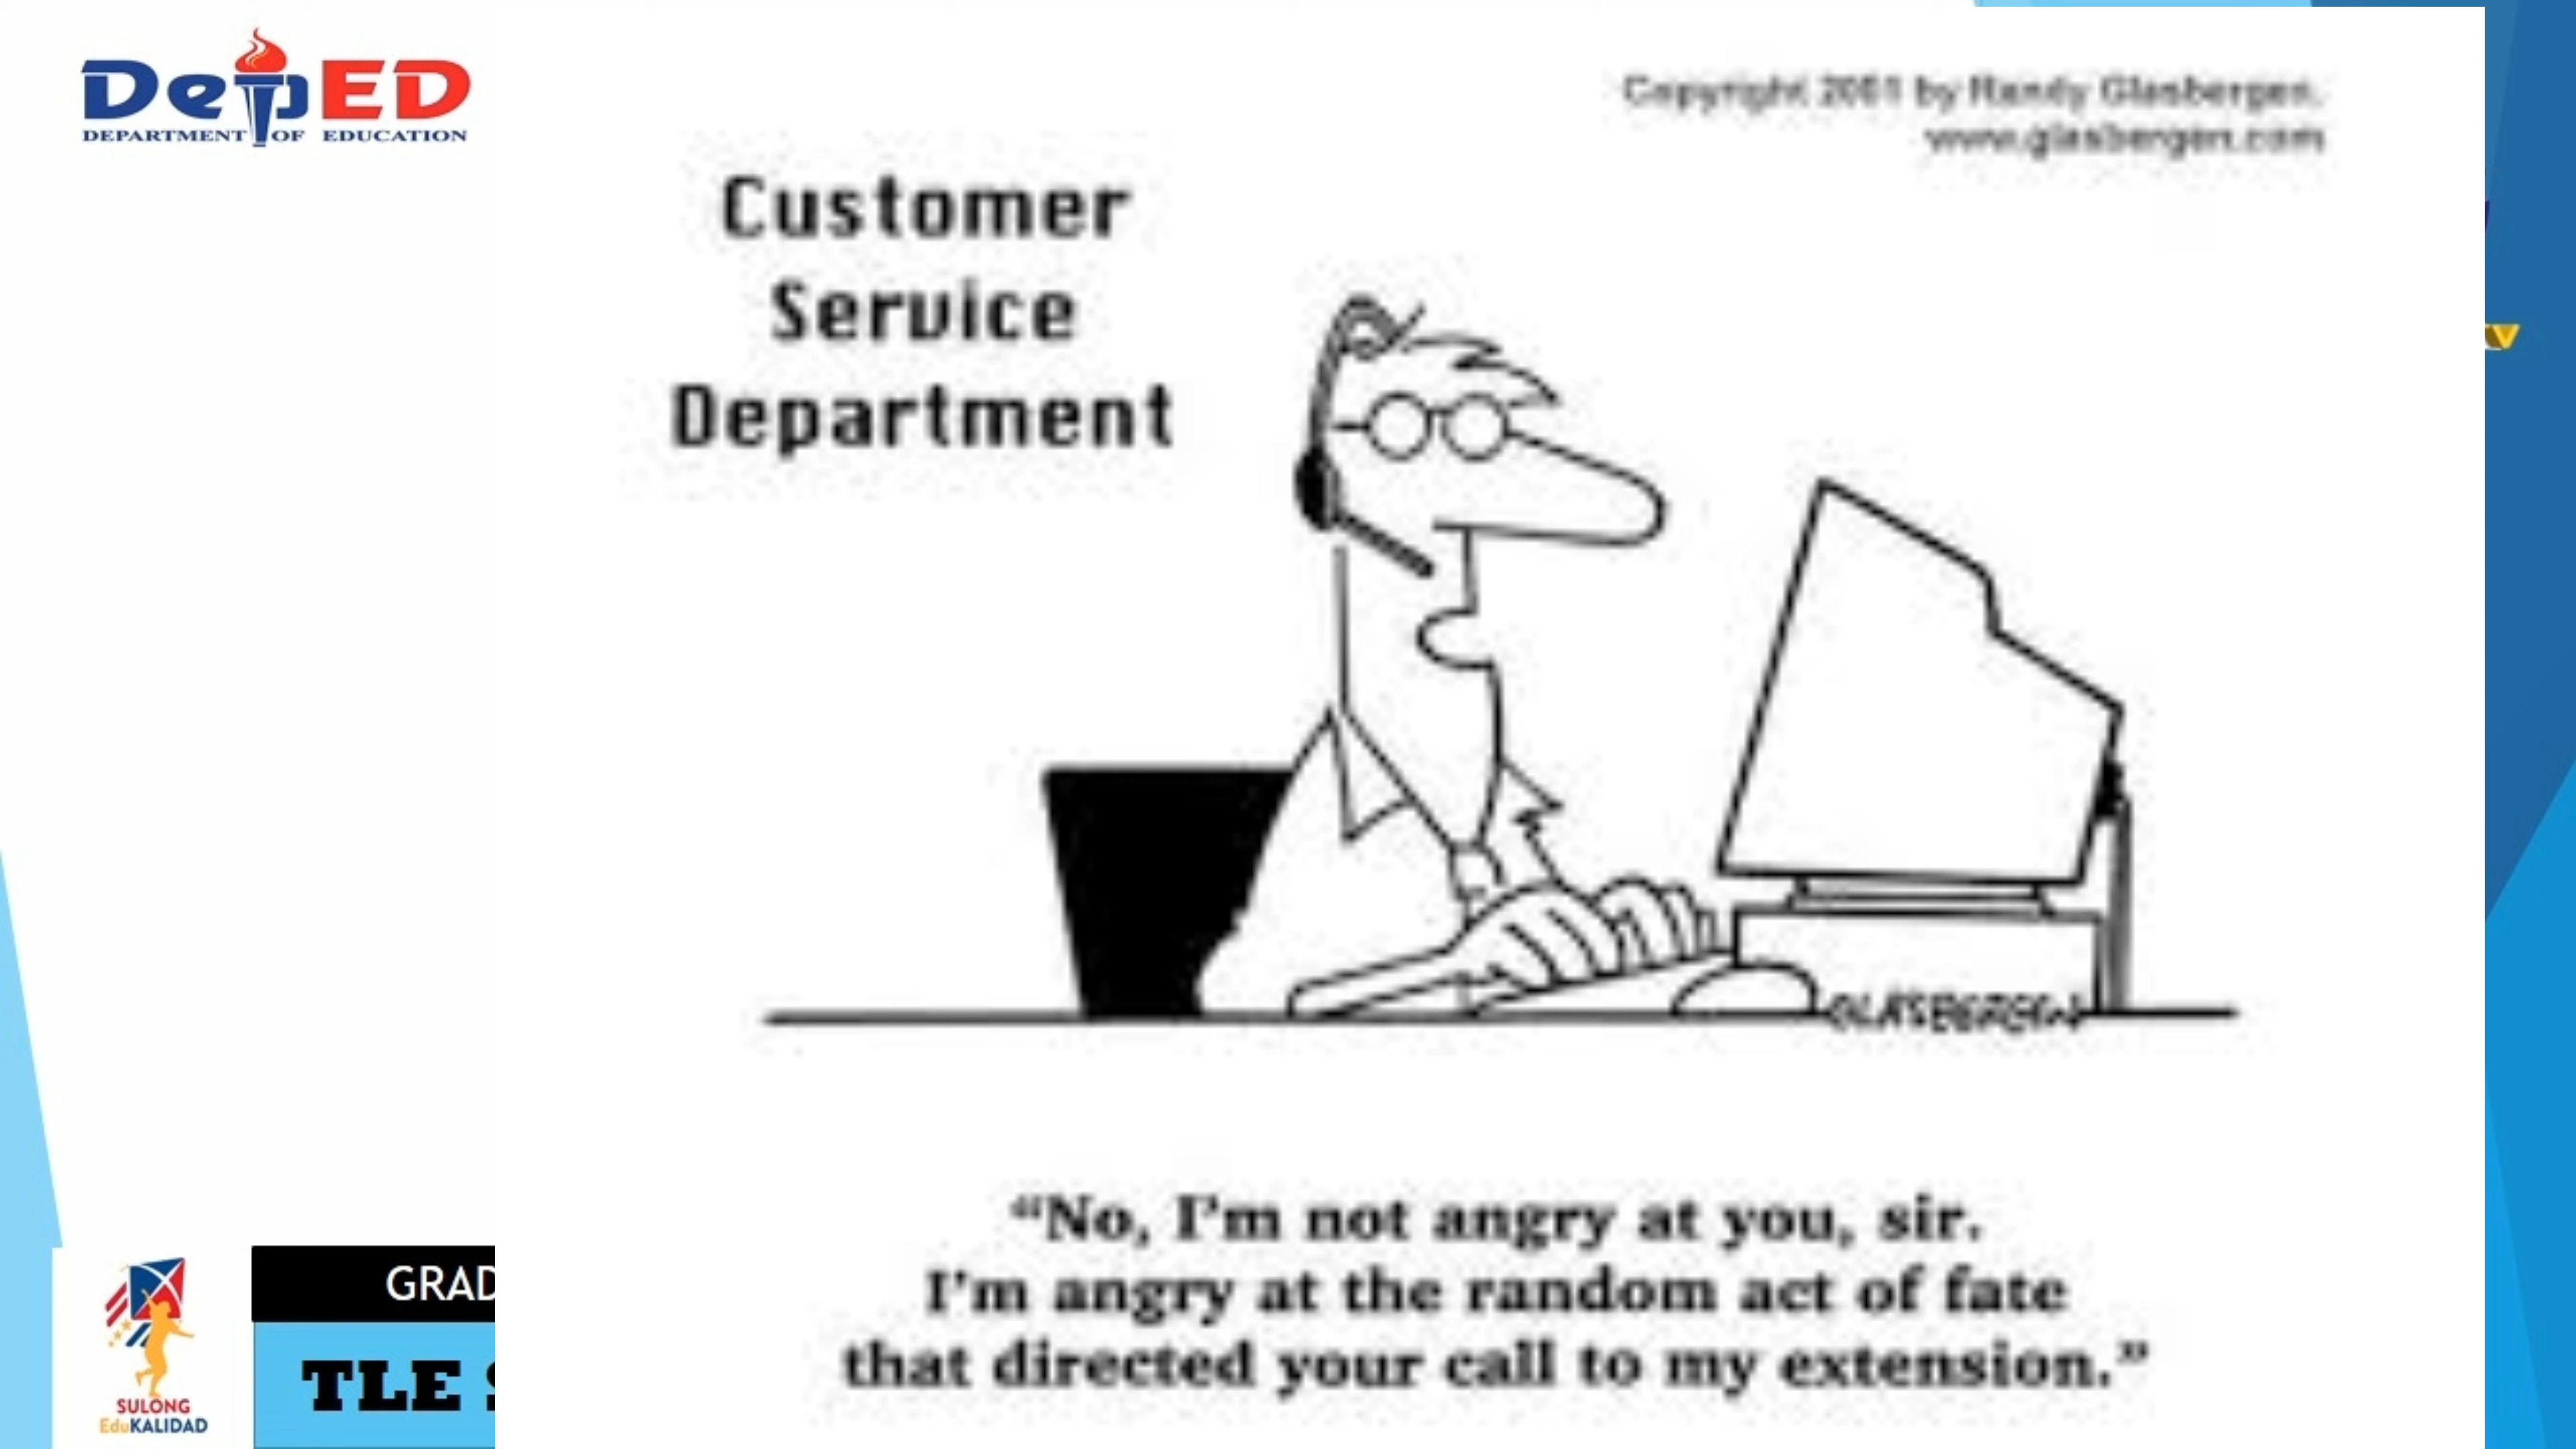 DepED
DEPARTMENT OF EDUCATION
Copyright 2001 by Randy Glasbergen.
www.glasbergen.com
Customer
Service
Department
GLASBERGEN
“No, I’m not angry at you, sir.
I’m angry at the random act of fate
that directed your call to my extension.”
SULONG
EduKALIDAD
GRAD
TLE